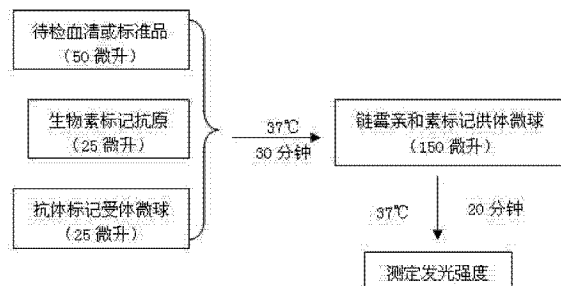 待检血清或标准品
(50 微升)
生物素标记抗原
(25 微升)
抗体标记受体微球
(25 微升)
37℃
30 分钟
链霉亲和素标记供体微球
(150 微升)
37℃
20 分钟
测定发光强度